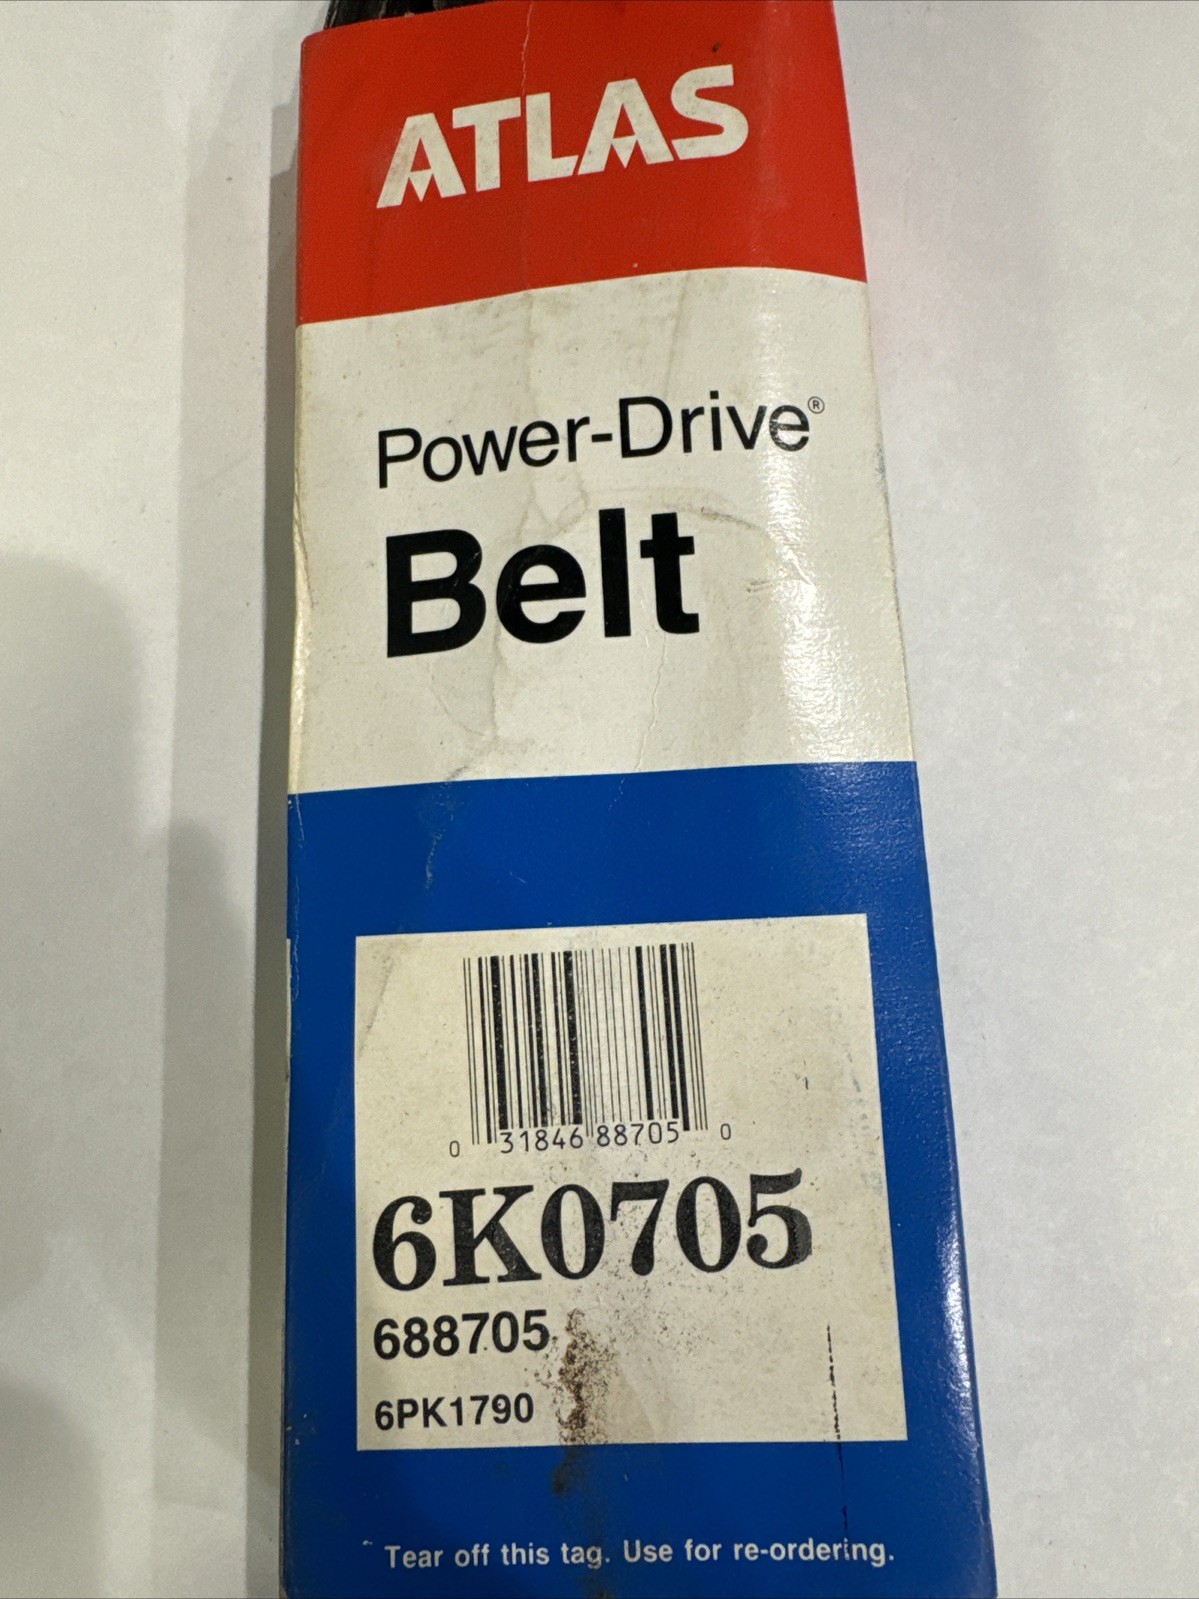 ATLAS
Power-Drive®
Belt
0 31846 88705 0
6K0705
688705
6PK1790
Tear off this tag. Use for re-ordering.